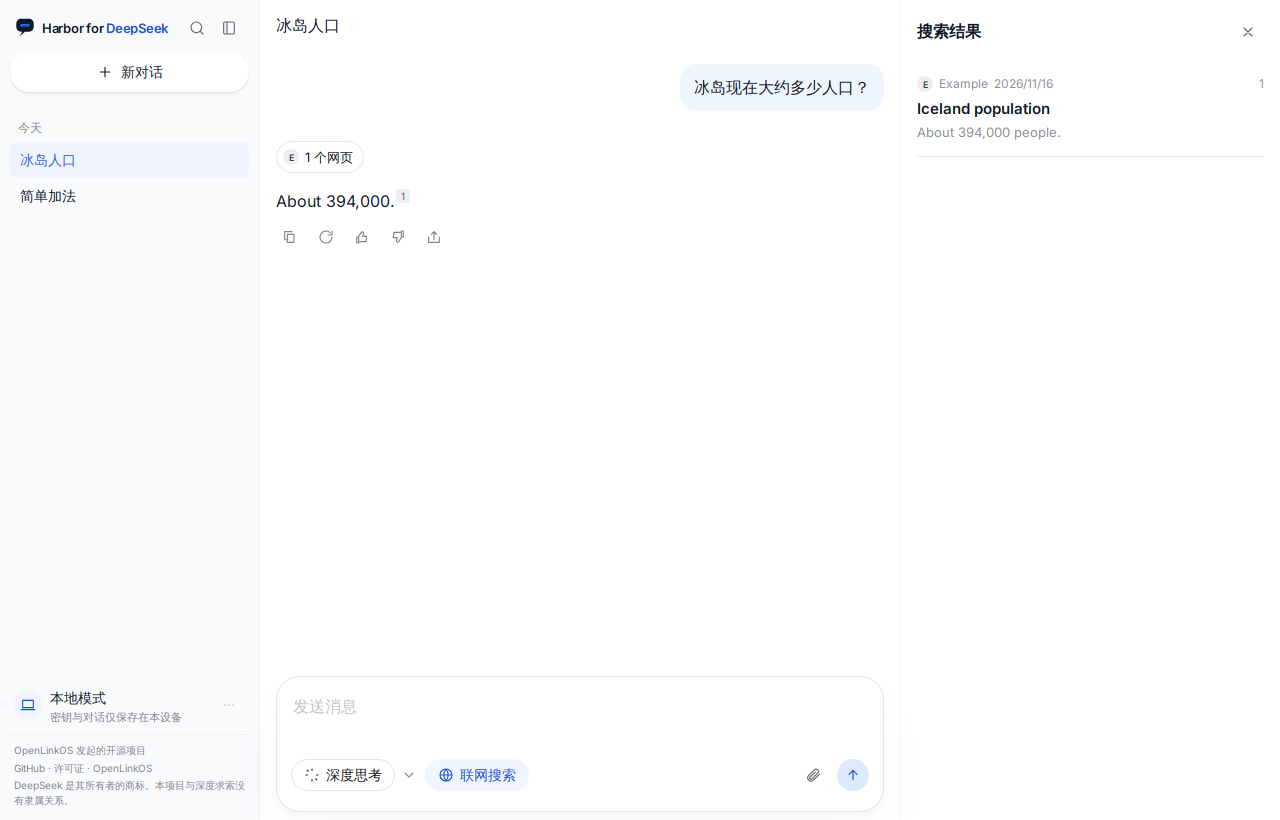 Harbor for DeepSeek
新对话
今天
冰岛人口
简单加法
本地模式
密钥与对话仅保存在本设备
OpenLinkOS 发起的开源项目
GitHub · 许可证 · OpenLinkOS
DeepSeek 是其所有者的商标。本项目与深度求索没
有隶属关系。
冰岛人口
冰岛现在大约多少人口？
E 1 个网页
About 394,000. 1
发送消息
深度思考
联网搜索
搜索结果
E Example 2026/11/16 1
Iceland population
About 394,000 people.